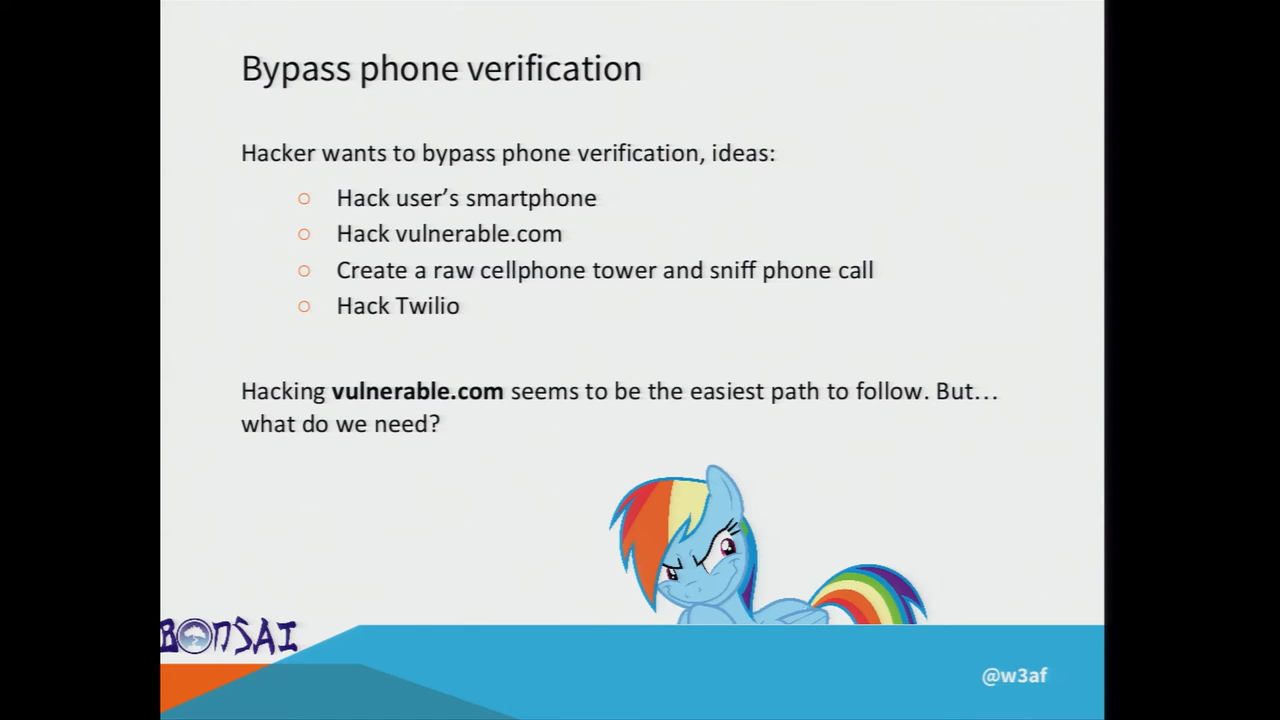 Bypass phone verification
Hacker wants to bypass phone verification, ideas:
○ Hack user’s smartphone
○ Hack vulnerable.com
○ Create a raw cellphone tower and sniff phone call
○ Hack Twilio
Hacking vulnerable.com seems to be the easiest path to follow. But…
what do we need?
BONSAI
@w3af